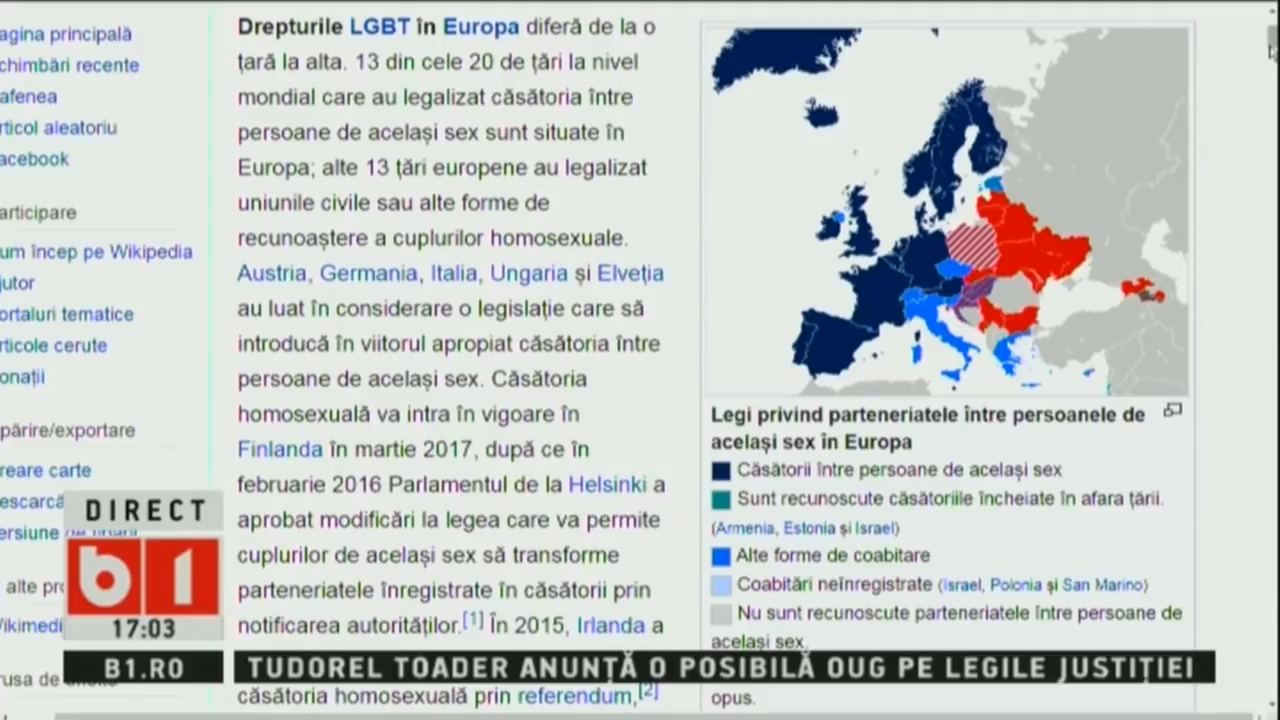 agina principală
chimbări recente
afenea
rticol aleatoriu
acebook
articipare
um încep pe Wikipedia
jutor
ortaluri tematice
rticole cerute
onații
părire/exportare
reare carte
escarcă
ersiune
alte pro
Wikimedi
rusa de
Drepturile LGBT în Europa diferă de la o
țară la alta. 13 din cele 20 de țări la nivel
mondial care au legalizat căsătoria între
persoane de același sex sunt situate în
Europa; alte 13 țări europene au legalizat
uniunile civile sau alte forme de
recunoaștere a cuplurilor homosexuale.
Austria, Germania, Italia, Ungaria și Elveția
au luat în considerare o legislație care să
introducă în viitorul apropiat căsătoria între
persoane de același sex. Căsătoria
homosexuală va intra în vigoare în
Finlanda în martie 2017, după ce în
februarie 2016 Parlamentul de la Helsinki a
aprobat modificări la legea care va permite
cuplurilor de același sex să transforme
parteneriatele înregistrate în căsătorii prin
notificarea autorităților.[1] În 2015, Irlanda a
căsătoria homosexuală prin referendum,[2]
Legi privind parteneriatele între persoanele de
același sex în Europa
Căsătorii între persoane de același sex
Sunt recunoscute căsătoriile încheiate în afara țării.
(Armenia, Estonia și Israel)
Alte forme de coabitare
Coabitări neînregistrate (Israel, Polonia și San Marino)
Nu sunt recunoscute parteneriatele între persoane de
același sex
opus.
DIRECT
b1
17:03
B1.RO
TUDOREL TOADER ANUNȚĂ O POSIBILĂ OUG PE LEGILE JUSTIȚIEI